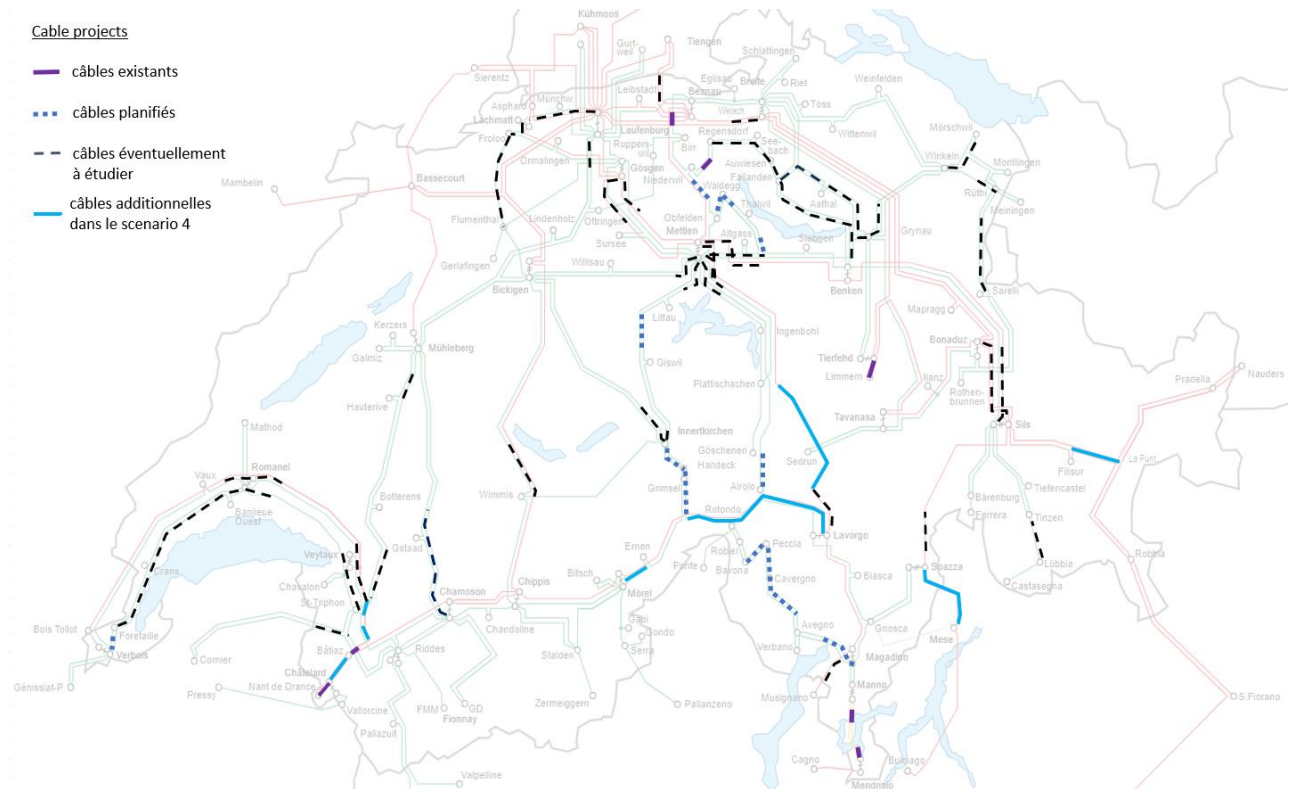 Cable projects
câbles existants
câbles planifiés
câbles éventuellement
à étudier
câbles additionnelles
dans le scenario 4
Kühmoos
Gurt-
weil
Tiengen
Schlattingen
Sierentz
Leibstadt
Eglisau
Breite
Beznau
Riet
Weinfelden
Asphard
Münchw.
Lachmatt
Froloo
Weiach
Töss
Laufenburg
Regensdorf
See-
bach
Wittenwil
Mörschwil
Ormalingen
Ruppers-
wil
Birr
Gösgen
Niederwil
Auwiesen
Fällanden
Winkeln
Montlingen
Mambelin
Bassecourt
Waldegg
Thalwil
Aathal
Rüthi
Meiningen
Flumenthal
Lindenholz
Oftringen
Obfelden
Mettlen
Altgass
Siebnen
Grynau
Sursee
Gerlafingen
Willisau
Bickigen
Benken
Sarelli
Mapragg
Littau
Ingenbohl
Kerzers
Mühleberg
Galmiz
Bonaduz
Tierfehd
Limmern
Giswil
Plattischachen
Ilanz
Rothen-
brunnen
Pradella
Nauders
Hauterive
Tavanasa
Mathod
Innertkirchen
Sils
Göschenen
Handeck
Sedrun
La Punt
Filisur
Romanel
Vaux
Banlieue
Ouest
Botterens
Wimmis
Grimsel
Airolo
Tiefencastel
Bärenburg
Ferrera
Tinzen
Rotondo
Gstaad
Lavorgo
Veytaux
Ernen
Robiei
Peccia
Robbia
Crans
Chavalon
Chippis
Bitsch
Ponte
Bavona
Cavergno
Biasca
Soazza
Löbbia
Castasegna
St-Triphon
Chamoson
Mörel
Bois Tollot
Foretaille
Verbois
Chandoline
Gabi
Gondo
Serra
Avegno
Gnosca
Mese
Bâtiaz
Riddes
Stalden
Verbano
Magadino
Cornier
Châtelard
Génissiat-P
Nant de Drance
Pressy
Vallorcine
FMM
GD
Fionnay
Zermeiggern
Pallanzeno
Musignano
Manno
S.Fiorano
Pallazuit
Valpelline
Cagno
Mendrisio
Bulciago